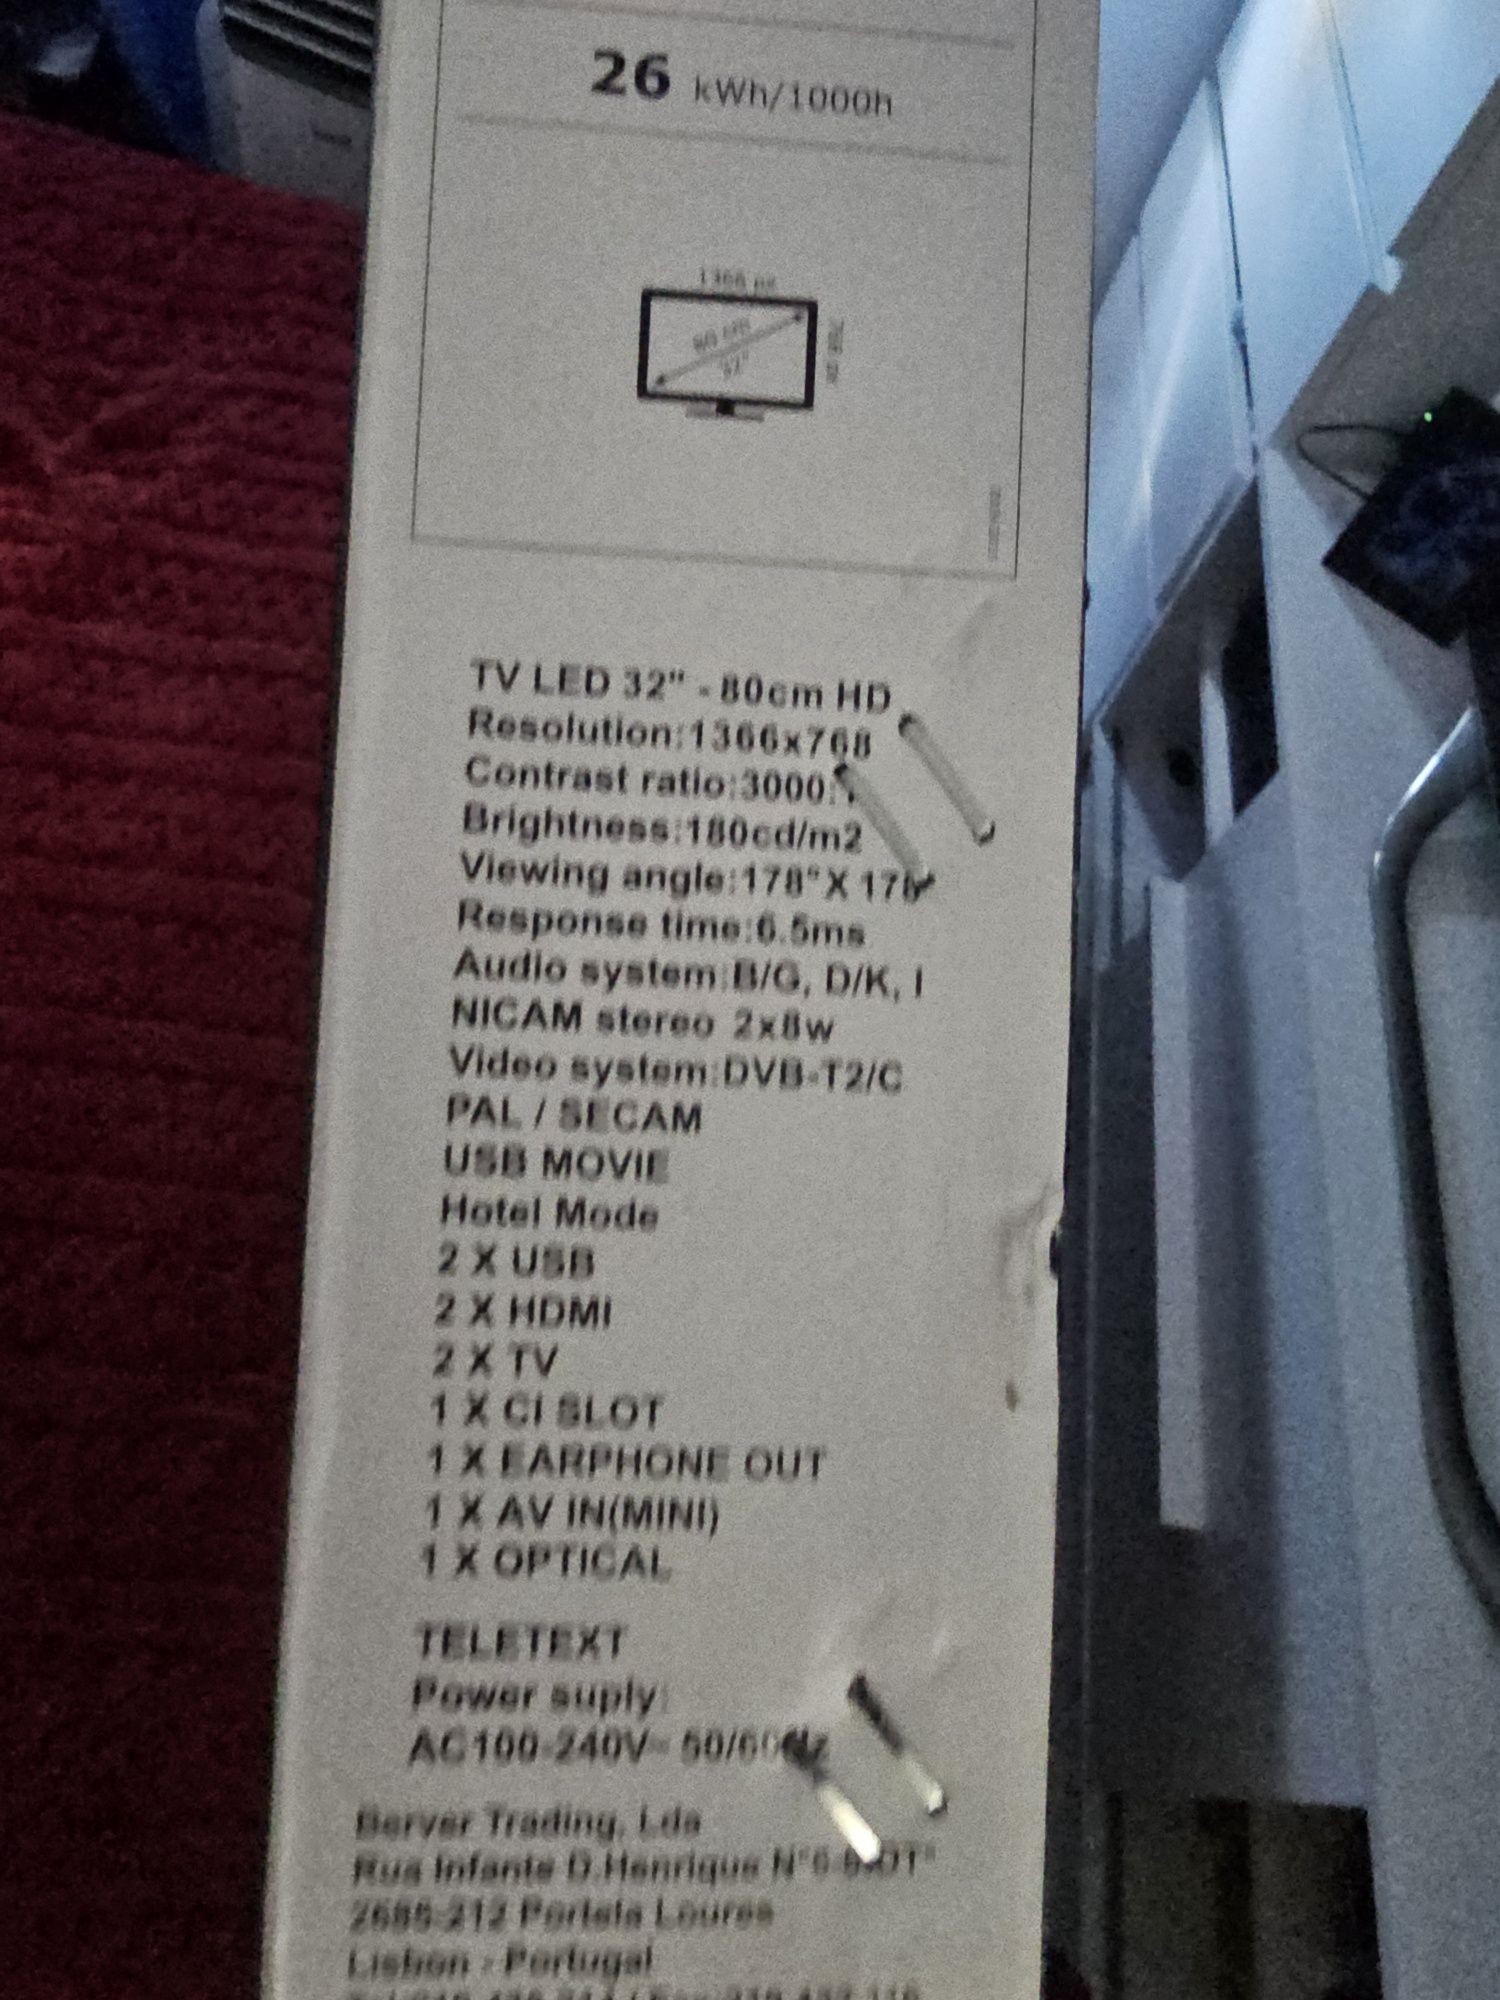 26 kWh/1000h
1366 px
32"
TV LED 32" - 80cm HD
Resolution:1366x768
Contrast ratio:3000:
Brightness:180cd/m2
Viewing angle:178°X 178°
Response time:6.5ms
Audio system:B/G, D/K, I
NICAM stereo 2x8w
Video system:DVB-T2/C
PAL / SECAM
USB MOVIE
Hotel Mode
2 X USB
2 X HDMI
2 X TV
1 X CI SLOT
1 X EARPHONE OUT
1 X AV IN(MINI)
1 X OPTICAL
TELETEXT
Power suply:
AC100-240V~ 50/60Hz
Berver Trading, Lda
Rua Infante D.Henrique
2685-212 Portela Loures
Lisbon - Portugal